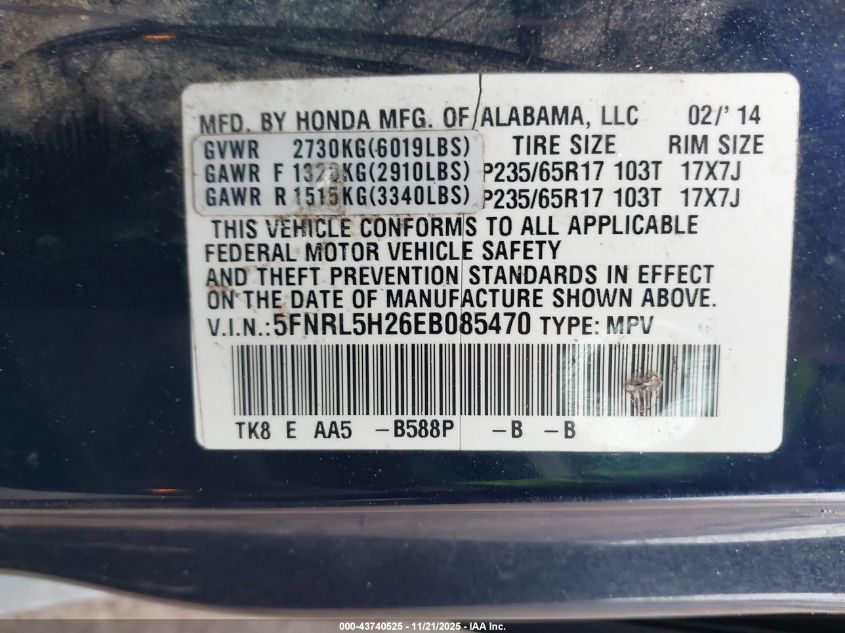 MFD. BY HONDA MFG. OF ALABAMA, LLC 02/' 14
GVWR 2730KG(6019LBS) TIRE SIZE RIM SIZE
GAWR F 1320KG(2910LBS) P235/65R17 103T 17X7J
GAWR R 1515KG(3340LBS) P235/65R17 103T 17X7J
THIS VEHICLE CONFORMS TO ALL APPLICABLE
FEDERAL MOTOR VEHICLE SAFETY
AND THEFT PREVENTION STANDARDS IN EFFECT
ON THE DATE OF MANUFACTURE SHOWN ABOVE.
V.I.N.: 5FNRL5H26EB085470 TYPE: MPV
TK8 E AA5 -B588P -B -B
000-43740525 - 11/21/2025 - IAA Inc.